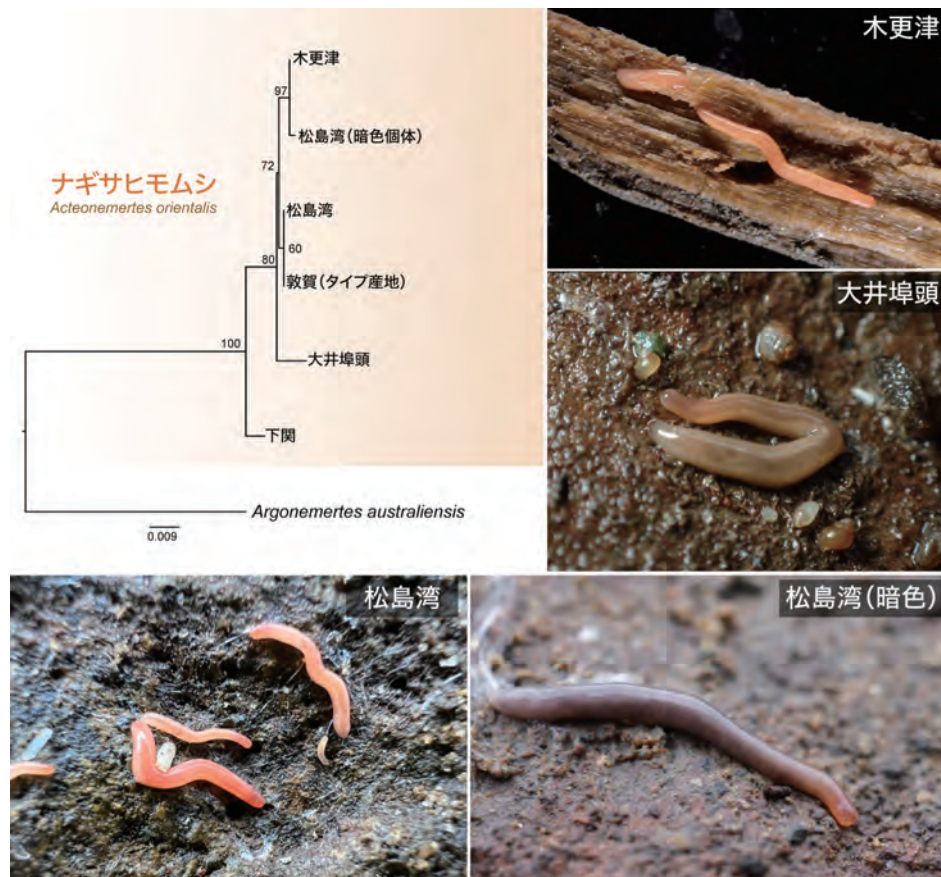 木更津
97
松島湾(暗色個体)
72
ナギサヒモムシ
Acteonemertes orientalis
松島湾
60
80
敦賀(タイプ産地)
100
大井埠頭
下関
Argonemertes australiensis
0.009
木更津
大井埠頭
松島湾
松島湾(暗色)